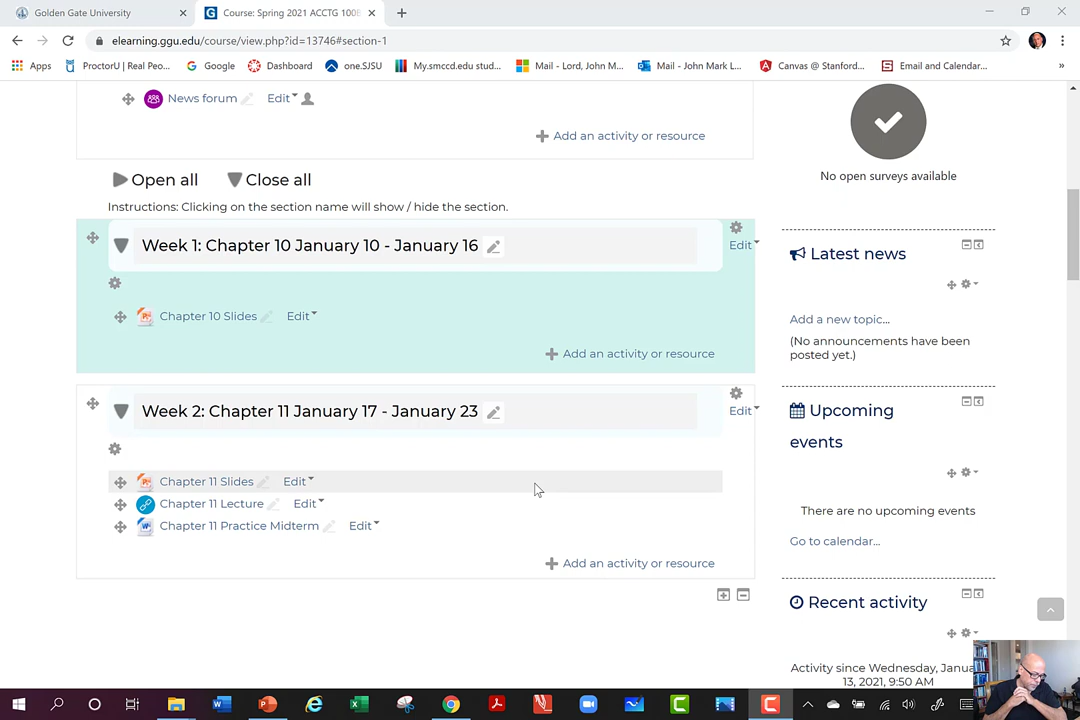 Golden Gate University
Course: Spring 2021 ACCTG 100B
elearning.ggu.edu/course/view.php?id=13746#section-1
Apps
ProctorU | Real Peo...
Google
Dashboard
one.SJSU
My.smccd.edu stud...
Mail - Lord, John M...
John Mark L...
Canvas @ Stanford...
Email and Calendar...
»
News forum
Edit
Add an activity or resource
No open surveys available
Open all
Close all
Instructions: Clicking on the section name will show / hide the section.
Week 1: Chapter 10 January 10 - January 16
Edit
Chapter 10 Slides
Edit
Add an activity or resource
Week 2: Chapter 11 January 17 - January 23
Edit
Chapter 11 Slides
Edit
Chapter 11 Lecture
Edit
Chapter 11 Practice Midterm
Edit
Add an activity or resource
Latest news
Add a new topic...
(No announcements have been
posted yet.)
Upcoming
events
There are no upcoming events
Go to calendar...
Recent activity
Activity since Wednesday,
13, 2021, 9:50 AM